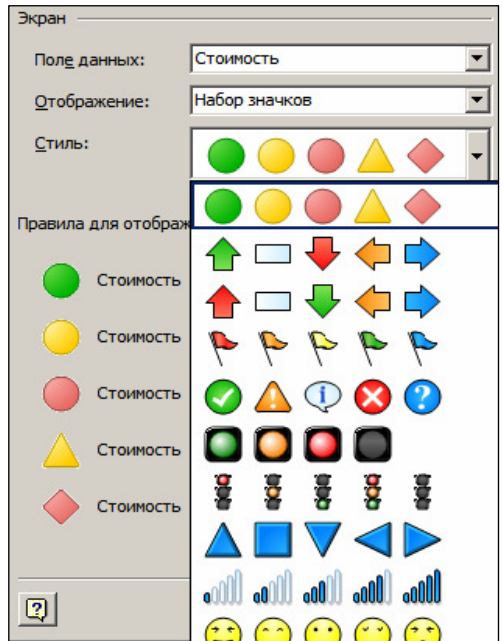 Экран
Поле данных: Стоимость
Отображение: Набор значков
Стиль:
Правила для отображ
Стоимость
Стоимость
Стоимость
Стоимость
Стоимость